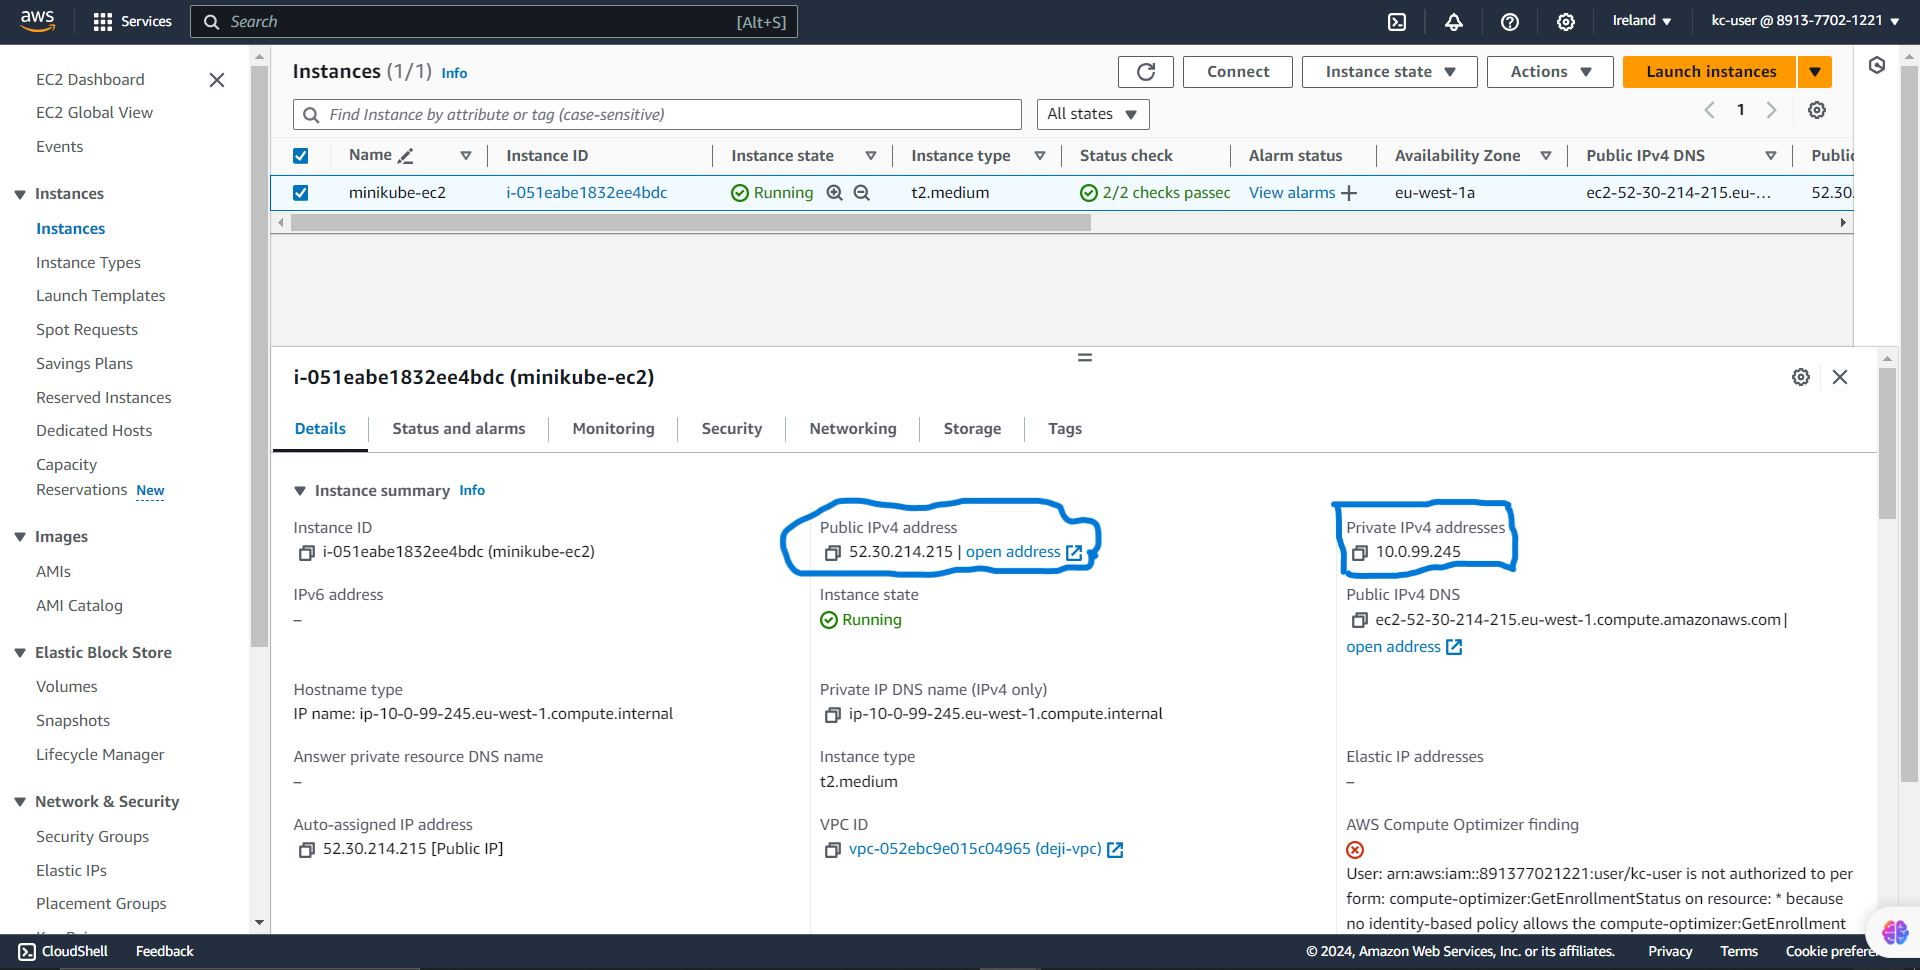 aws
Services
Search
[Alt+S]
Ireland
kc-user @ 8913-7702-1221
EC2 Dashboard
EC2 Global View
Events
Instances
Instances
Instance Types
Launch Templates
Spot Requests
Savings Plans
Reserved Instances
Dedicated Hosts
Capacity
Reservations New
Images
AMIs
AMI Catalog
Elastic Block Store
Volumes
Snapshots
Lifecycle Manager
Network & Security
Security Groups
Elastic IPs
Placement Groups
Instances (1/1) Info
Connect
Instance state
Actions
Launch instances
Find Instance by attribute or tag (case-sensitive)
All states
1
Name Instance ID Instance state Instance type Status check Alarm status Availability Zone Public IPv4 DNS Public
minikube-ec2 i-051eabe1832ee4bdc Running t2.medium 2/2 checks passec View alarms + eu-west-1a ec2-52-30-214-215.eu-... 52.30.
i-051eabe1832ee4bdc (minikube-ec2)
Details Status and alarms Monitoring Security Networking Storage Tags
Instance summary Info
Instance ID
i-051eabe1832ee4bdc (minikube-ec2)
Public IPv4 address
52.30.214.215 | open address
Private IPv4 addresses
10.0.99.245
IPv6 address
–
Instance state
Running
Public IPv4 DNS
ec2-52-30-214-215.eu-west-1.compute.amazonaws.com |
open address
Hostname type
IP name: ip-10-0-99-245.eu-west-1.compute.internal
Private IP DNS name (IPv4 only)
ip-10-0-99-245.eu-west-1.compute.internal
Answer private resource DNS name
–
Instance type
t2.medium
Elastic IP addresses
–
Auto-assigned IP address
52.30.214.215 [Public IP]
VPC ID
vpc-052ebc9e015c04965 (deji-vpc)
AWS Compute Optimizer finding
User: arn:aws:iam::891377021221:user/kc-user is not authorized to per
form: compute-optimizer:GetEnrollmentStatus on resource: * because
no identity-based policy allows the compute-optimizer:GetEnrollment
CloudShell
Feedback
© 2024, Amazon Web Services, Inc. or its affiliates.
Privacy
Terms
Cookie prefere